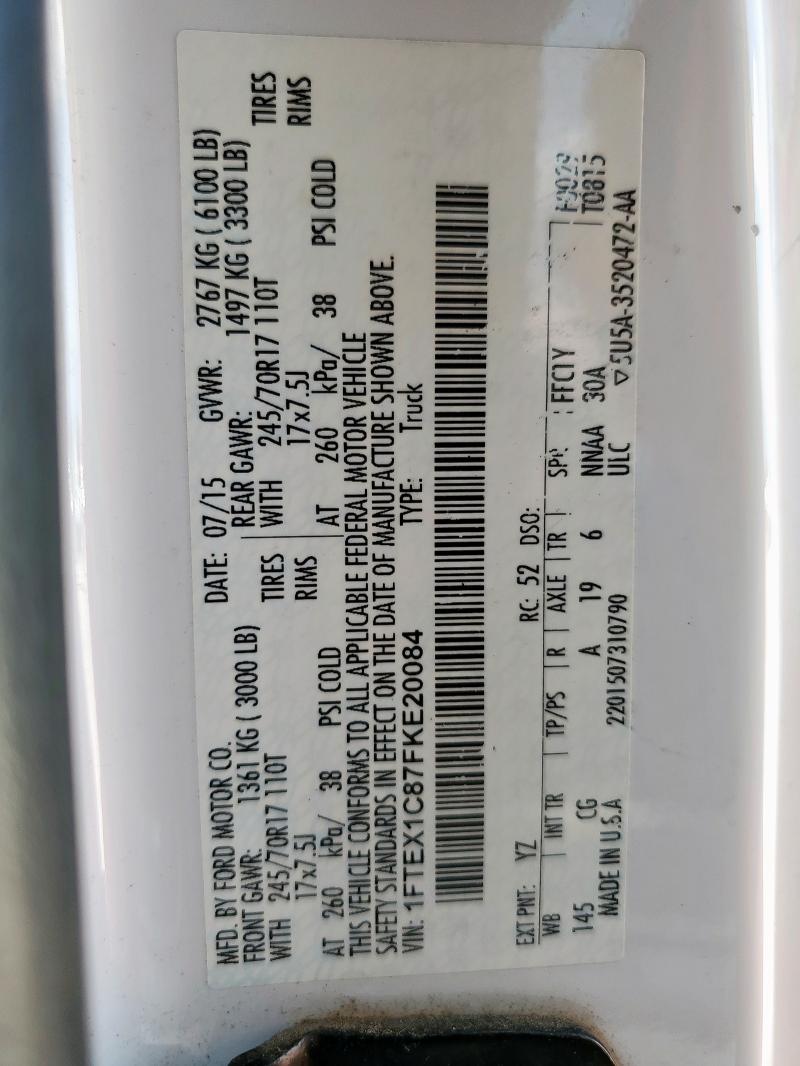 MFD. BY FORD MOTOR CO.
DATE: 07/15 GVWR: 2767 KG ( 6100 LB)
FRONT GAWR: 1361 KG ( 3000 LB)
REAR GAWR: 1497 KG ( 3300 LB)
WITH 245/70R17 110T TIRES
WITH 245/70R17 110T TIRES
17x7.5J RIMS
17x7.5J RIMS
AT 260 kPa/ 38 PSI COLD
AT 260 kPa/ 38 PSI COLD
THIS VEHICLE CONFORMS TO ALL APPLICABLE FEDERAL MOTOR VEHICLE
SAFETY STANDARDS IN EFFECT ON THE DATE OF MANUFACTURE SHOWN ABOVE.
VIN: 1FTEX1C87FKE20084 TYPE: Truck
EXT PNT: YZ RC: 52 DSO:
WB INT TR TP/PS R AXLE TR SPR FFC1Y F0029
145 CG A 19 6 NNAA 30A T0815
MADE IN U.S.A 2201507310790 ULC ▽5U5A-3520472-AA